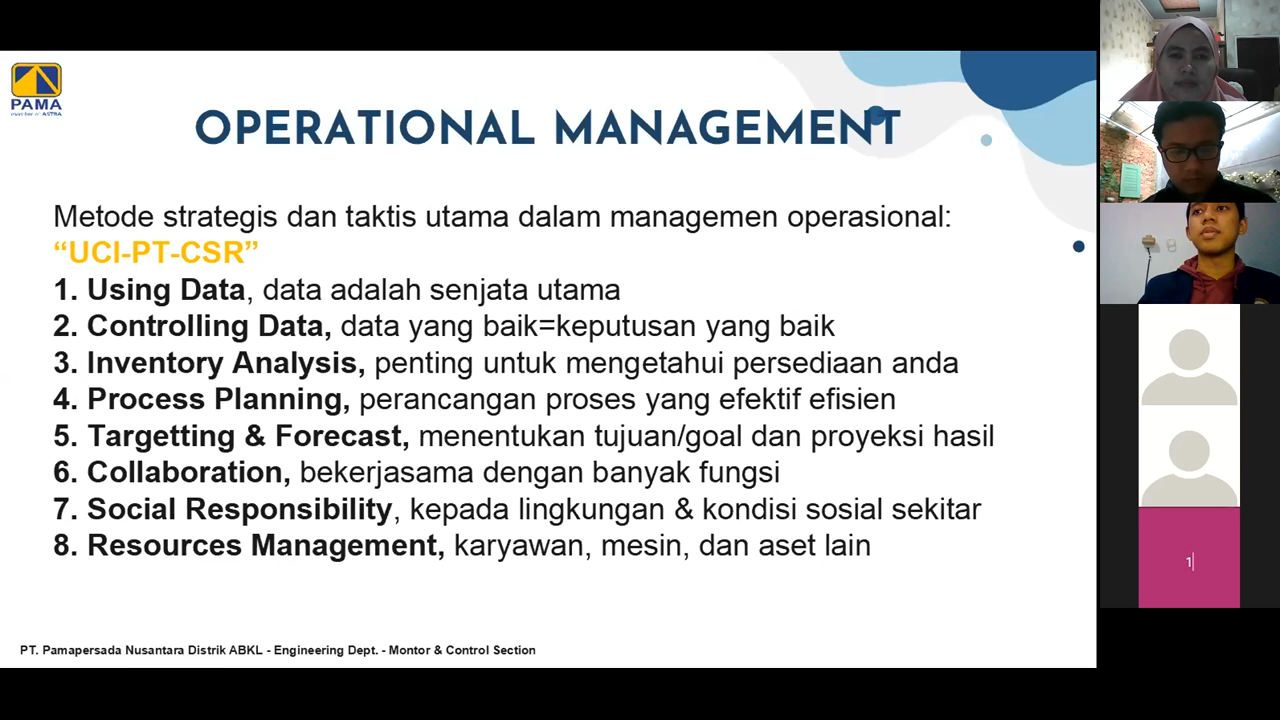 PAMA
member of ASTRA
OPERATIONAL MANAGEMENT
Metode strategis dan taktis utama dalam managemen operasional:
“UCI-PT-CSR”
1. Using Data, data adalah senjata utama
2. Controlling Data, data yang baik=keputusan yang baik
3. Inventory Analysis, penting untuk mengetahui persediaan anda
4. Process Planning, perancangan proses yang efektif efisien
5. Targetting & Forecast, menentukan tujuan/goal dan proyeksi hasil
6. Collaboration, bekerjasama dengan banyak fungsi
7. Social Responsibility, kepada lingkungan & kondisi sosial sekitar
8. Resources Management, karyawan, mesin, dan aset lain
PT. Pamapersada Nusantara Distrik ABKL - Engineering Dept. - Montor & Control Section
1